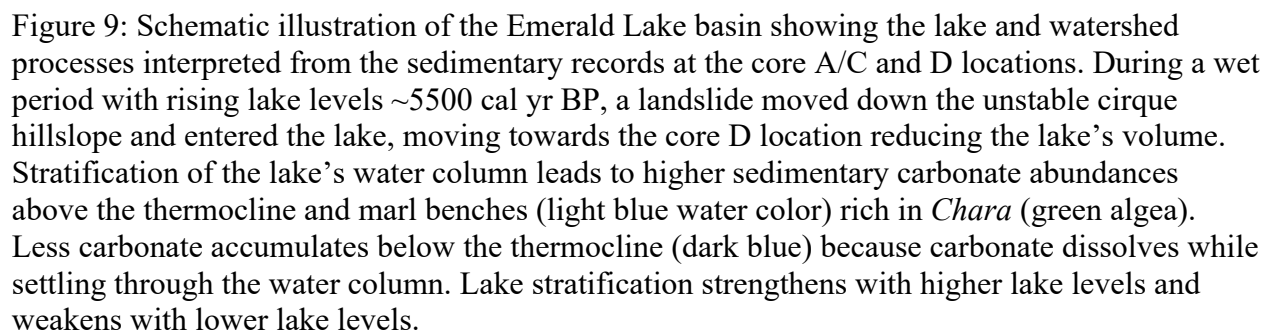 Figure 9: Schematic illustration of the Emerald Lake basin showing the lake and watershed
processes interpreted from the sedimentary records at the core A/C and D locations. During a wet
period with rising lake levels ~5500 cal yr BP, a landslide moved down the unstable cirque
hillslope and entered the lake, moving towards the core D location reducing the lake’s volume.
Stratification of the lake’s water column leads to higher sedimentary carbonate abundances
above the thermocline and marl benches (light blue water color) rich in Chara (green algea).
Less carbonate accumulates below the thermocline (dark blue) because carbonate dissolves while
settling through the water column. Lake stratification strengthens with higher lake levels and
weakens with lower lake levels.